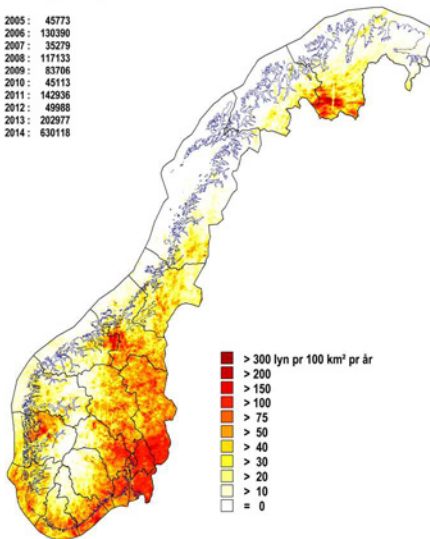 2005 : 45773
2006 : 130390
2007 : 35279
2008 : 117133
2009 : 83706
2010 : 45113
2011 : 142936
2012 : 49988
2013 : 202977
2014 : 630118
> 300 lyn pr 100 km² pr år
> 200
> 150
> 100
> 75
> 50
> 40
> 30
> 20
> 10
= 0